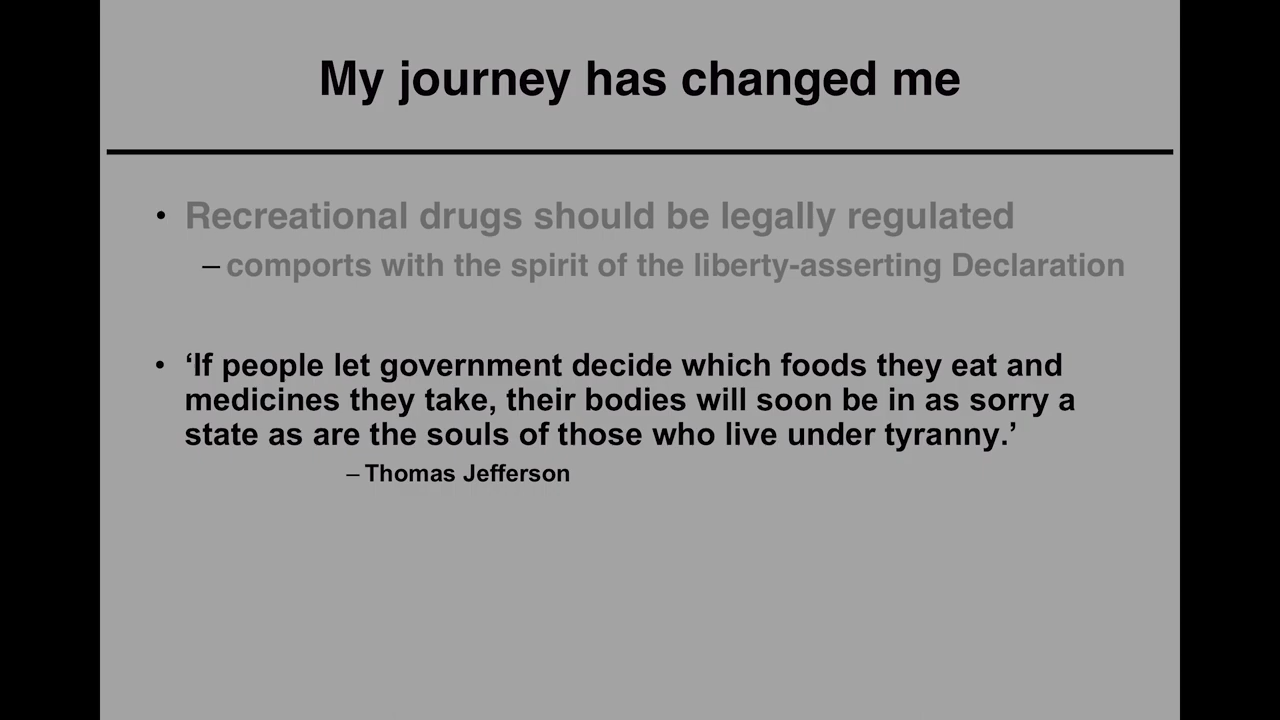 My journey has changed me
• Recreational drugs should be legally regulated
– comports with the spirit of the liberty-asserting Declaration
• ‘If people let government decide which foods they eat and
medicines they take, their bodies will soon be in as sorry a
state as are the souls of those who live under tyranny.’
– Thomas Jefferson